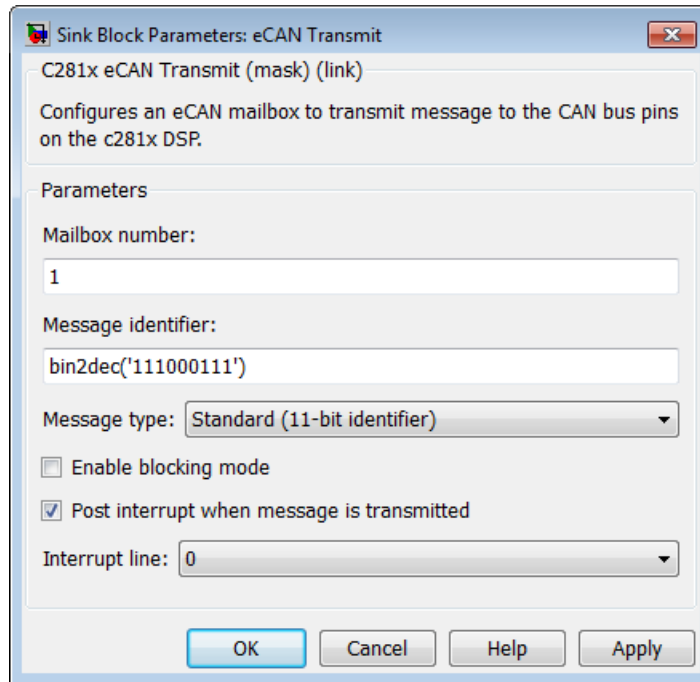 Sink Block Parameters: eCAN Transmit
C281x eCAN Transmit (mask) (link)
Configures an eCAN mailbox to transmit message to the CAN bus pins
on the c281x DSP.
Parameters
Mailbox number:
1
Message identifier:
bin2dec('111000111')
Message type: Standard (11-bit identifier)
Enable blocking mode
Post interrupt when message is transmitted
Interrupt line: 0
OK Cancel Help Apply